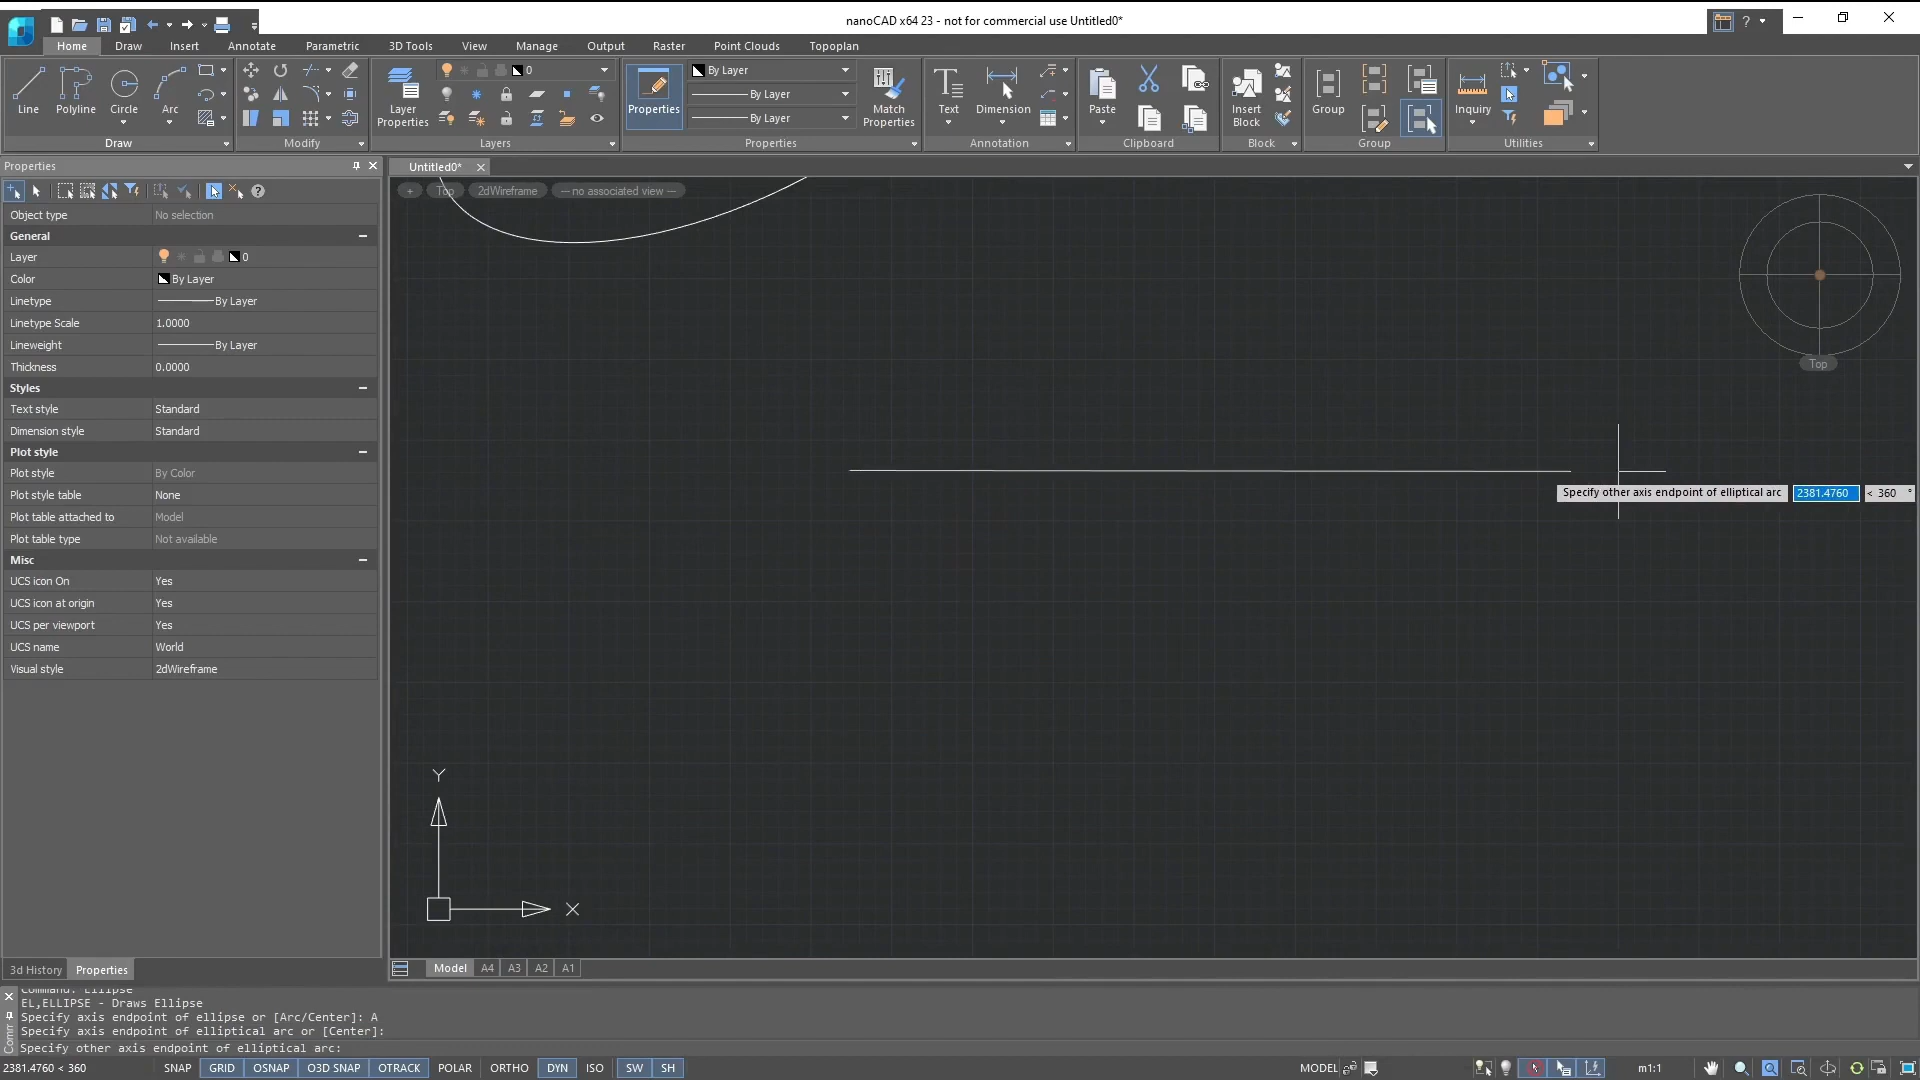 nanoCAD x64 23 - not for commercial use Untitled0*
?
Home Draw Insert Annotate Parametric 3D Tools View Manage Output Raster Point Clouds Topoplan
Line Polyline Circle Arc
Layer Properties
0
Properties
By Layer
By Layer
By Layer
Match Properties
Text Dimension
Paste
Insert Block
Group
Inquiry
Draw Modify Layers Properties Annotation Clipboard Block Group Utilities
Properties
Untitled0*
+ Top 2dWireframe --- no associated view ---
Object type No selection
General
Layer 0
Color By Layer
Linetype By Layer
Linetype Scale 1.0000
Lineweight By Layer
Thickness 0.0000
Styles
Text style Standard
Dimension style Standard
Plot style
Plot style By Color
Plot style table None
Plot table attached to Model
Plot table type Not available
Misc
UCS icon On Yes
UCS icon at origin Yes
UCS per viewport Yes
UCS name World
Visual style 2dWireframe
Top
Specify other axis endpoint of elliptical arc 2381.4760 < 360 °
Y
X
3d History Properties
Model A4 A3 A2 A1
Command: Ellipse
EL,ELLIPSE - Draws Ellipse
Specify axis endpoint of ellipse or [Arc/Center]: A
Specify axis endpoint of elliptical arc or [Center]:
Specify other axis endpoint of elliptical arc:
2381.4760 < 360 SNAP GRID OSNAP O3D SNAP OTRACK POLAR ORTHO DYN ISO SW SH MODEL m1:1